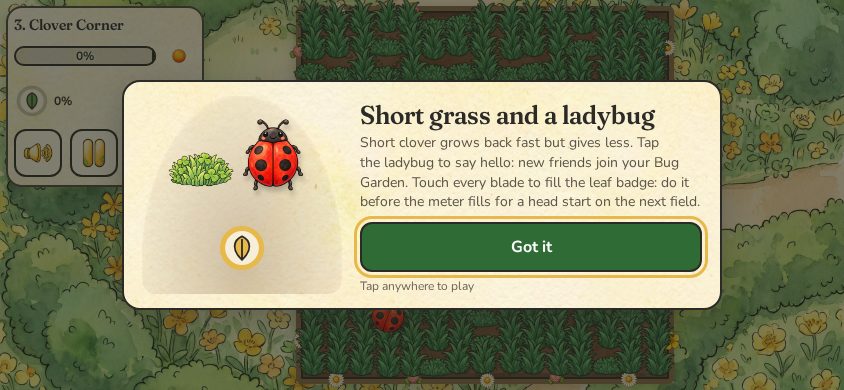 3. Clover Corner
0%
0%
Short grass and a ladybug
Short clover grows back fast but gives less. Tap
the ladybug to say hello: new friends join your Bug
Garden. Touch every blade to fill the leaf badge: do it
before the meter fills for a head start on the next field.
Got it
Tap anywhere to play